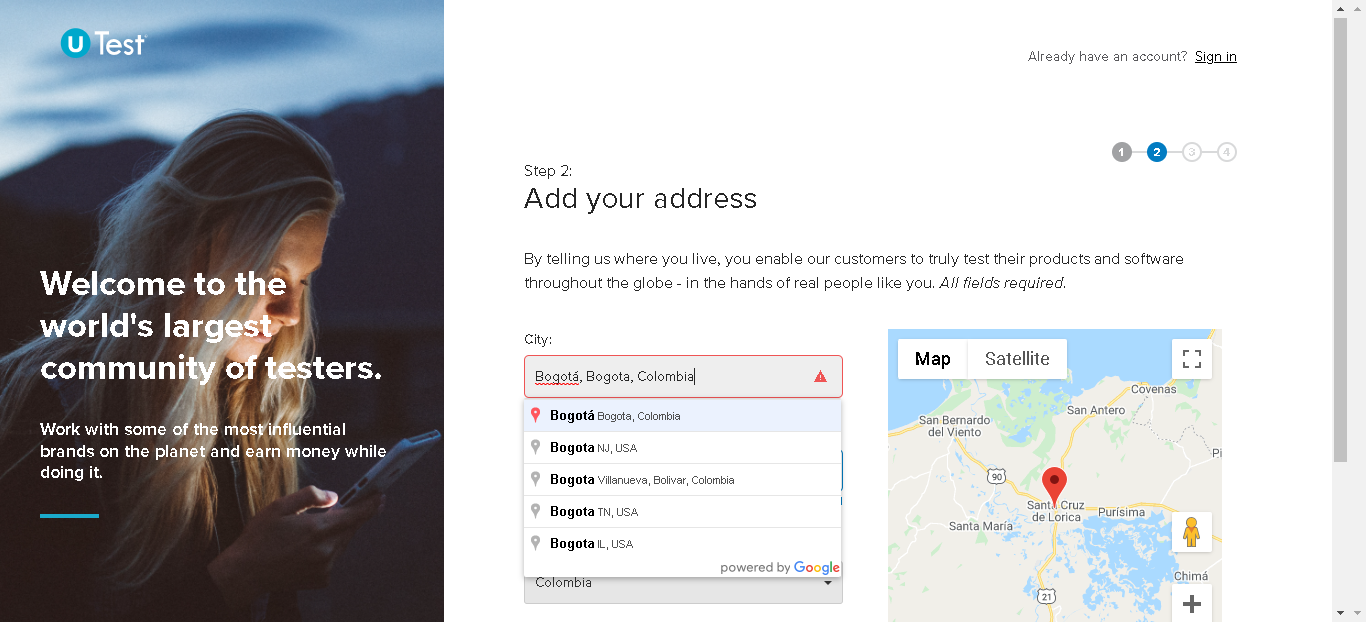 U Test
Already have an account? Sign in
1 2 3 4
Step 2:
Add your address
By telling us where you live, you enable our customers to truly test their products and software
throughout the globe - in the hands of real people like you. All fields required.
Welcome to the
world's largest
community of testers.
Work with some of the most influential
brands on the planet and earn money while
doing it.
City:
Bogotá, Bogota, Colombia
Bogotá Bogota, Colombia
Bogota NJ, USA
Bogota Villanueva, Bolivar, Colombia
Bogota TN, USA
Bogota IL, USA
powered by Google
Colombia
Map Satellite
Covenas
San Antero
San Bernardo
del Viento
Pi
90
Santa Cruz
de Lorica
Purísima
Santa María
Chimá
21